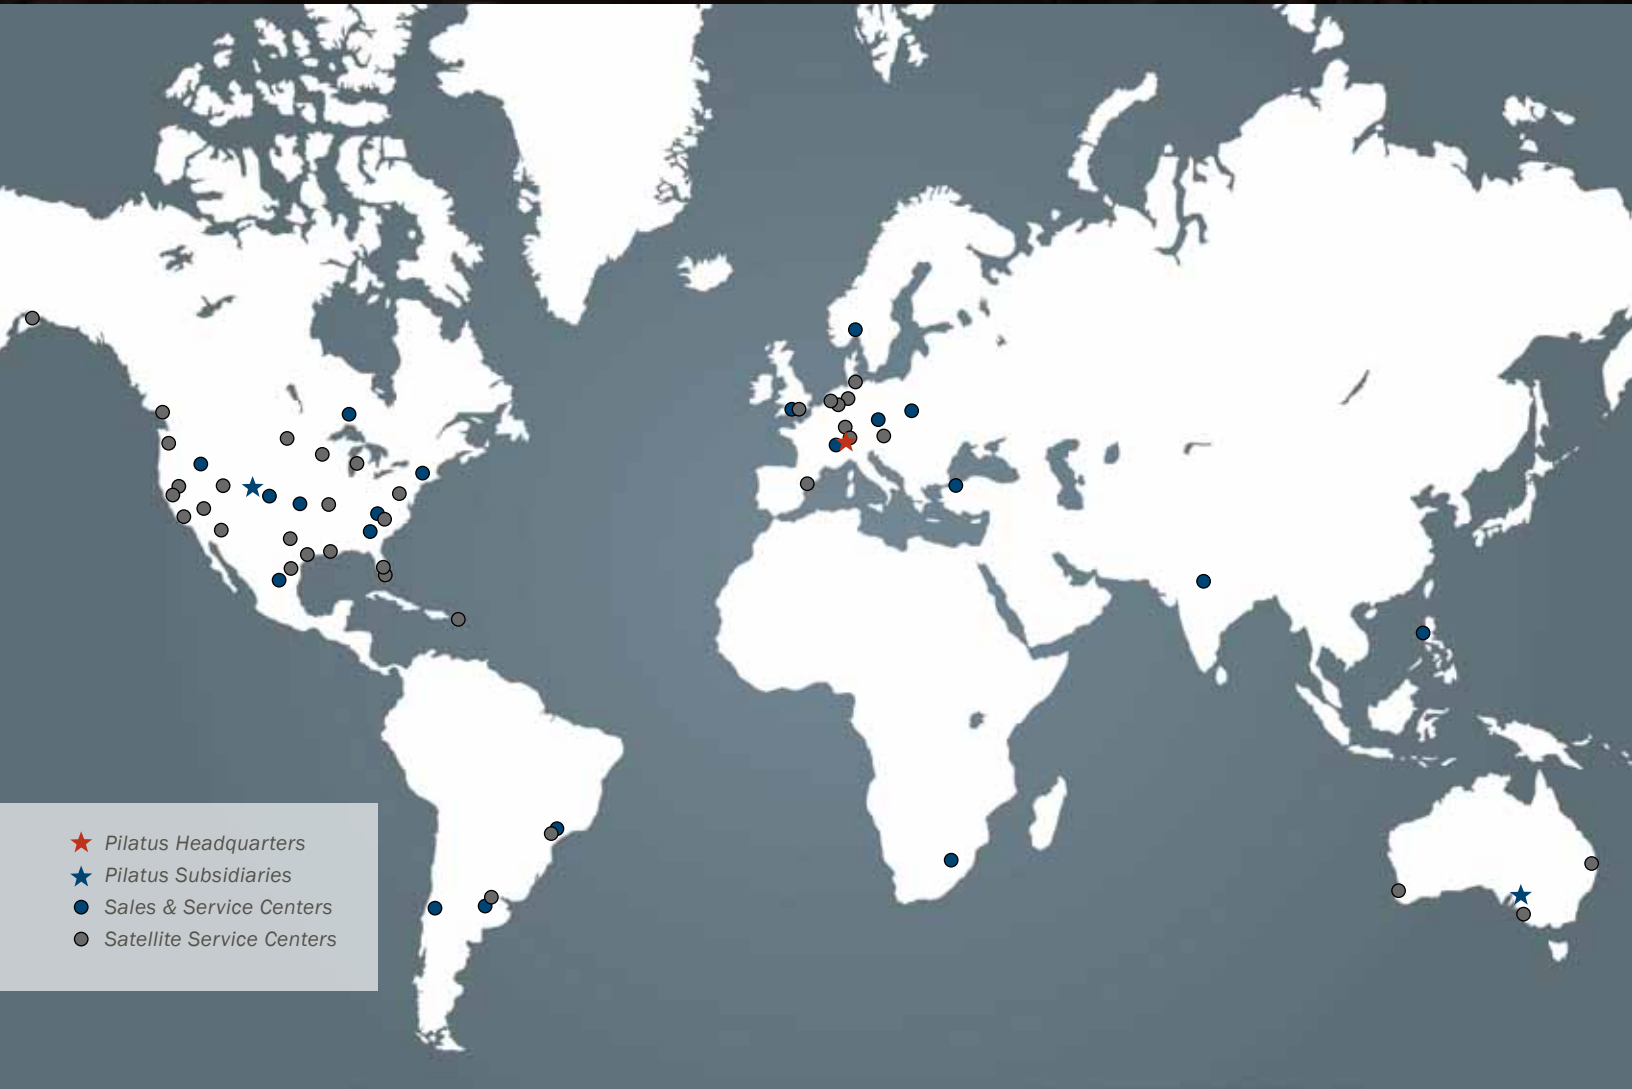 Pilatus Headquarters
Pilatus Subsidiaries
Sales & Service Centers
Satellite Service Centers